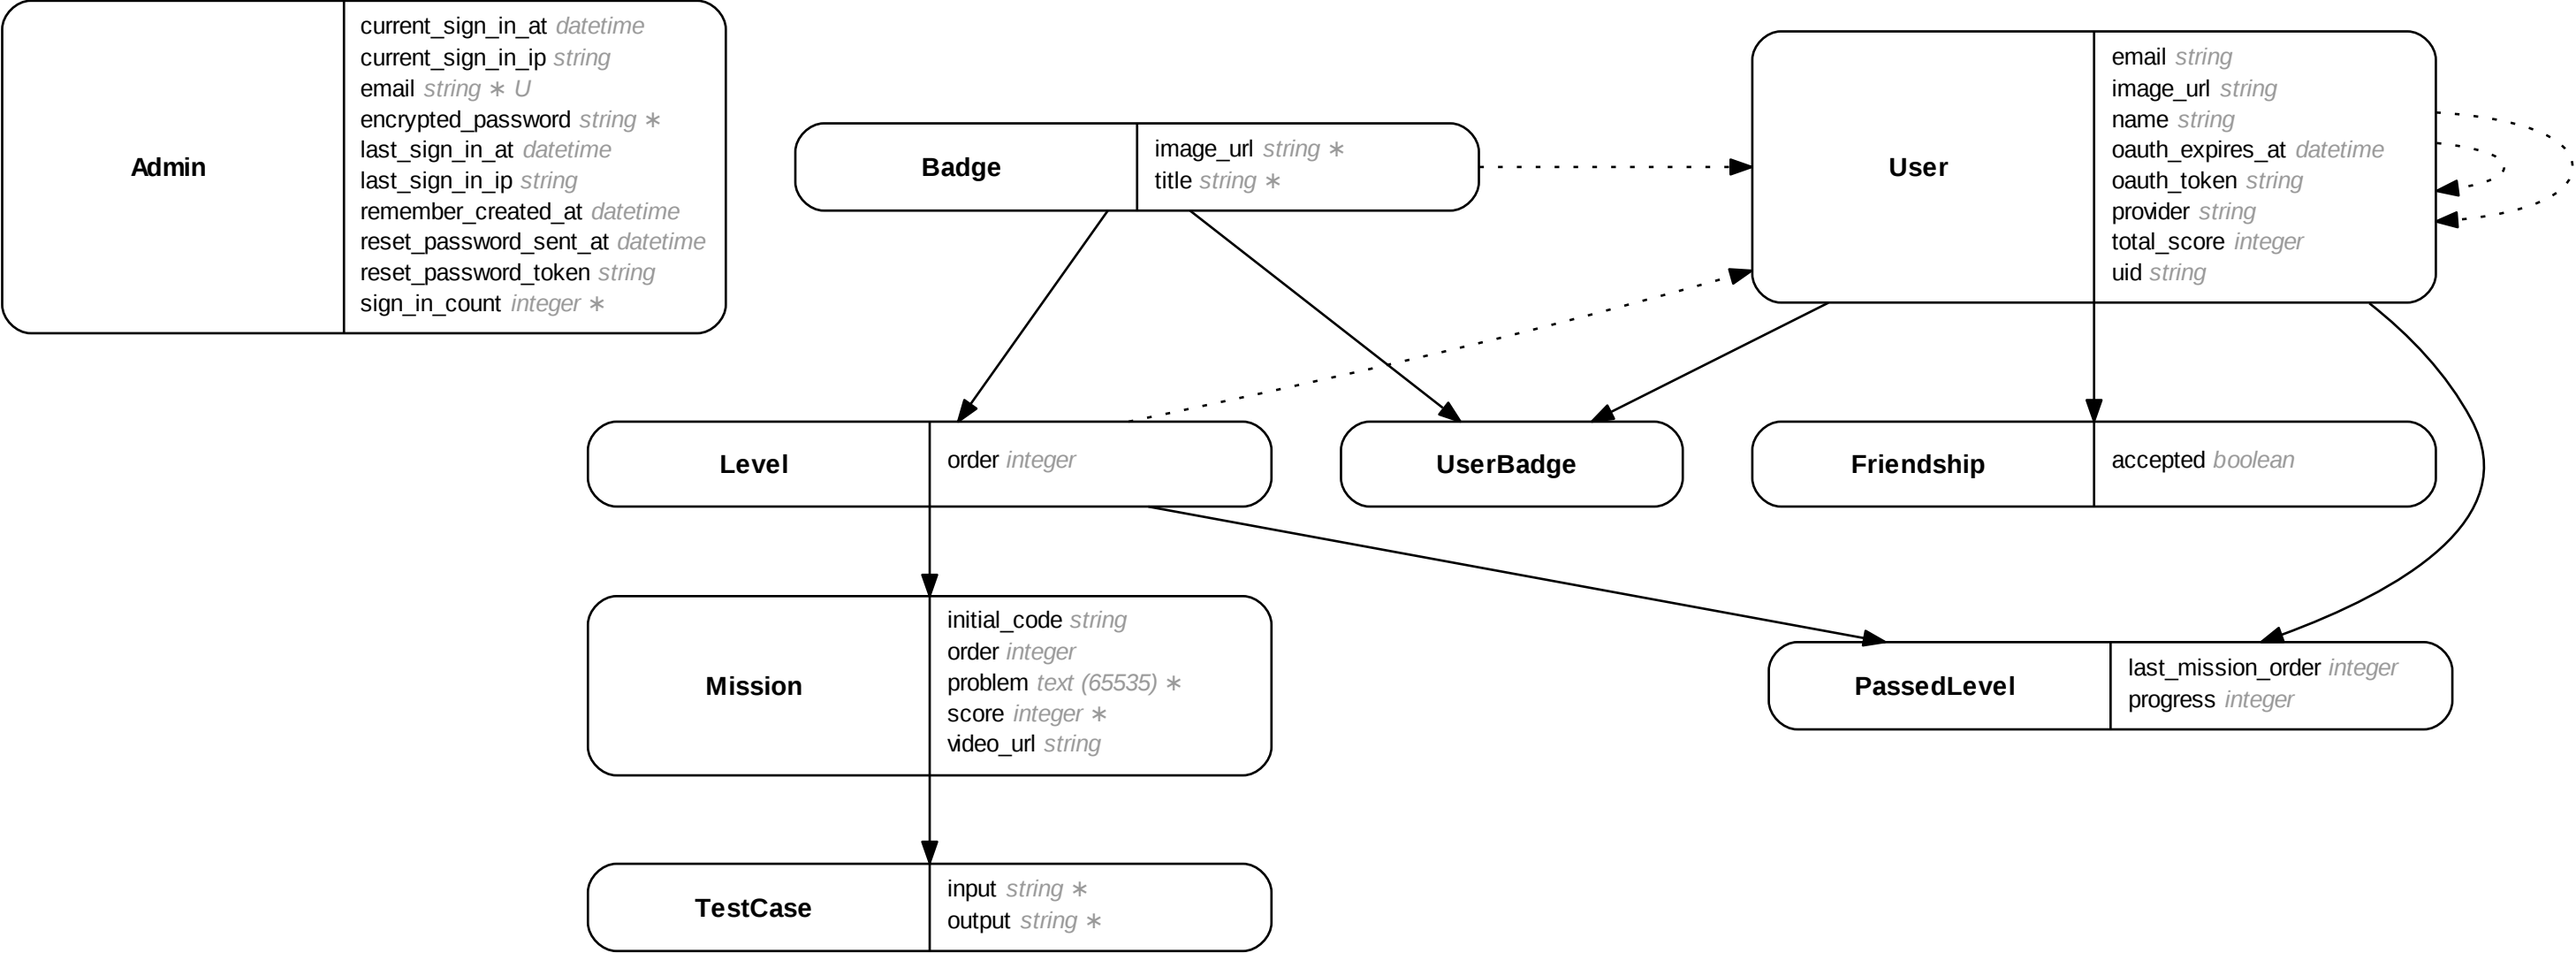 Admin
current_sign_in_at datetime
current_sign_in_ip string
email string ∗ U
encrypted_password string ∗
last_sign_in_at datetime
last_sign_in_ip string
remember_created_at datetime
reset_password_sent_at datetime
reset_password_token string
sign_in_count integer ∗
Badge
image_url string ∗
title string ∗
User
email string
image_url string
name string
oauth_expires_at datetime
oauth_token string
provider string
total_score integer
uid string
Level
order integer
UserBadge
Friendship
accepted boolean
Mission
initial_code string
order integer
problem text (65535) ∗
score integer ∗
video_url string
PassedLevel
last_mission_order integer
progress integer
TestCase
input string ∗
output string ∗